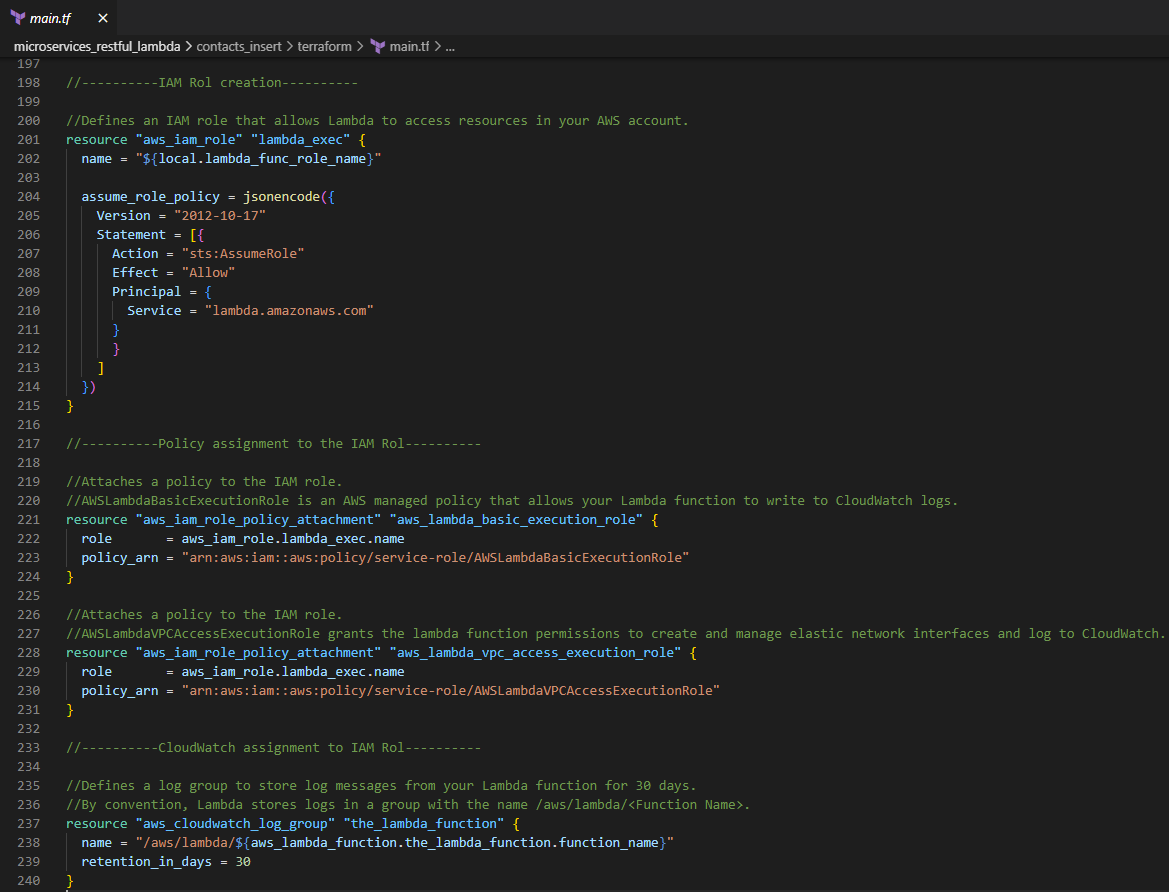 main.tf ×
microservices_restful_lambda > contacts_insert > terraform > main.tf > ...
197
198 //----------IAM Rol creation----------
199
200 //Defines an IAM role that allows Lambda to access resources in your AWS account.
201 resource "aws_iam_role" "lambda_exec" {
202   name = "${local.lambda_func_role_name}"
203
204   assume_role_policy = jsonencode({
205     Version = "2012-10-17"
206     Statement = [{
207       Action = "sts:AssumeRole"
208       Effect = "Allow"
209       Principal = {
210         Service = "lambda.amazonaws.com"
211       }
212       }
213     ]
214   })
215 }
216
217 //----------Policy assignment to the IAM Rol----------
218
219 //Attaches a policy to the IAM role.
220 //AWSLambdaBasicExecutionRole is an AWS managed policy that allows your Lambda function to write to CloudWatch logs.
221 resource "aws_iam_role_policy_attachment" "aws_lambda_basic_execution_role" {
222   role       = aws_iam_role.lambda_exec.name
223   policy_arn = "arn:aws:iam::aws:policy/service-role/AWSLambdaBasicExecutionRole"
224 }
225
226 //Attaches a policy to the IAM role.
227 //AWSLambdaVPCAccessExecutionRole grants the lambda function permissions to create and manage elastic network interfaces and log to CloudWatch.
228 resource "aws_iam_role_policy_attachment" "aws_lambda_vpc_access_execution_role" {
229   role       = aws_iam_role.lambda_exec.name
230   policy_arn = "arn:aws:iam::aws:policy/service-role/AWSLambdaVPCAccessExecutionRole"
231 }
232
233 //----------CloudWatch assignment to IAM Rol----------
234
235 //Defines a log group to store log messages from your Lambda function for 30 days.
236 //By convention, Lambda stores logs in a group with the name /aws/lambda/<Function Name>.
237 resource "aws_cloudwatch_log_group" "the_lambda_function" {
238   name = "/aws/lambda/${aws_lambda_function.the_lambda_function.function_name}"
239   retention_in_days = 30
240 }